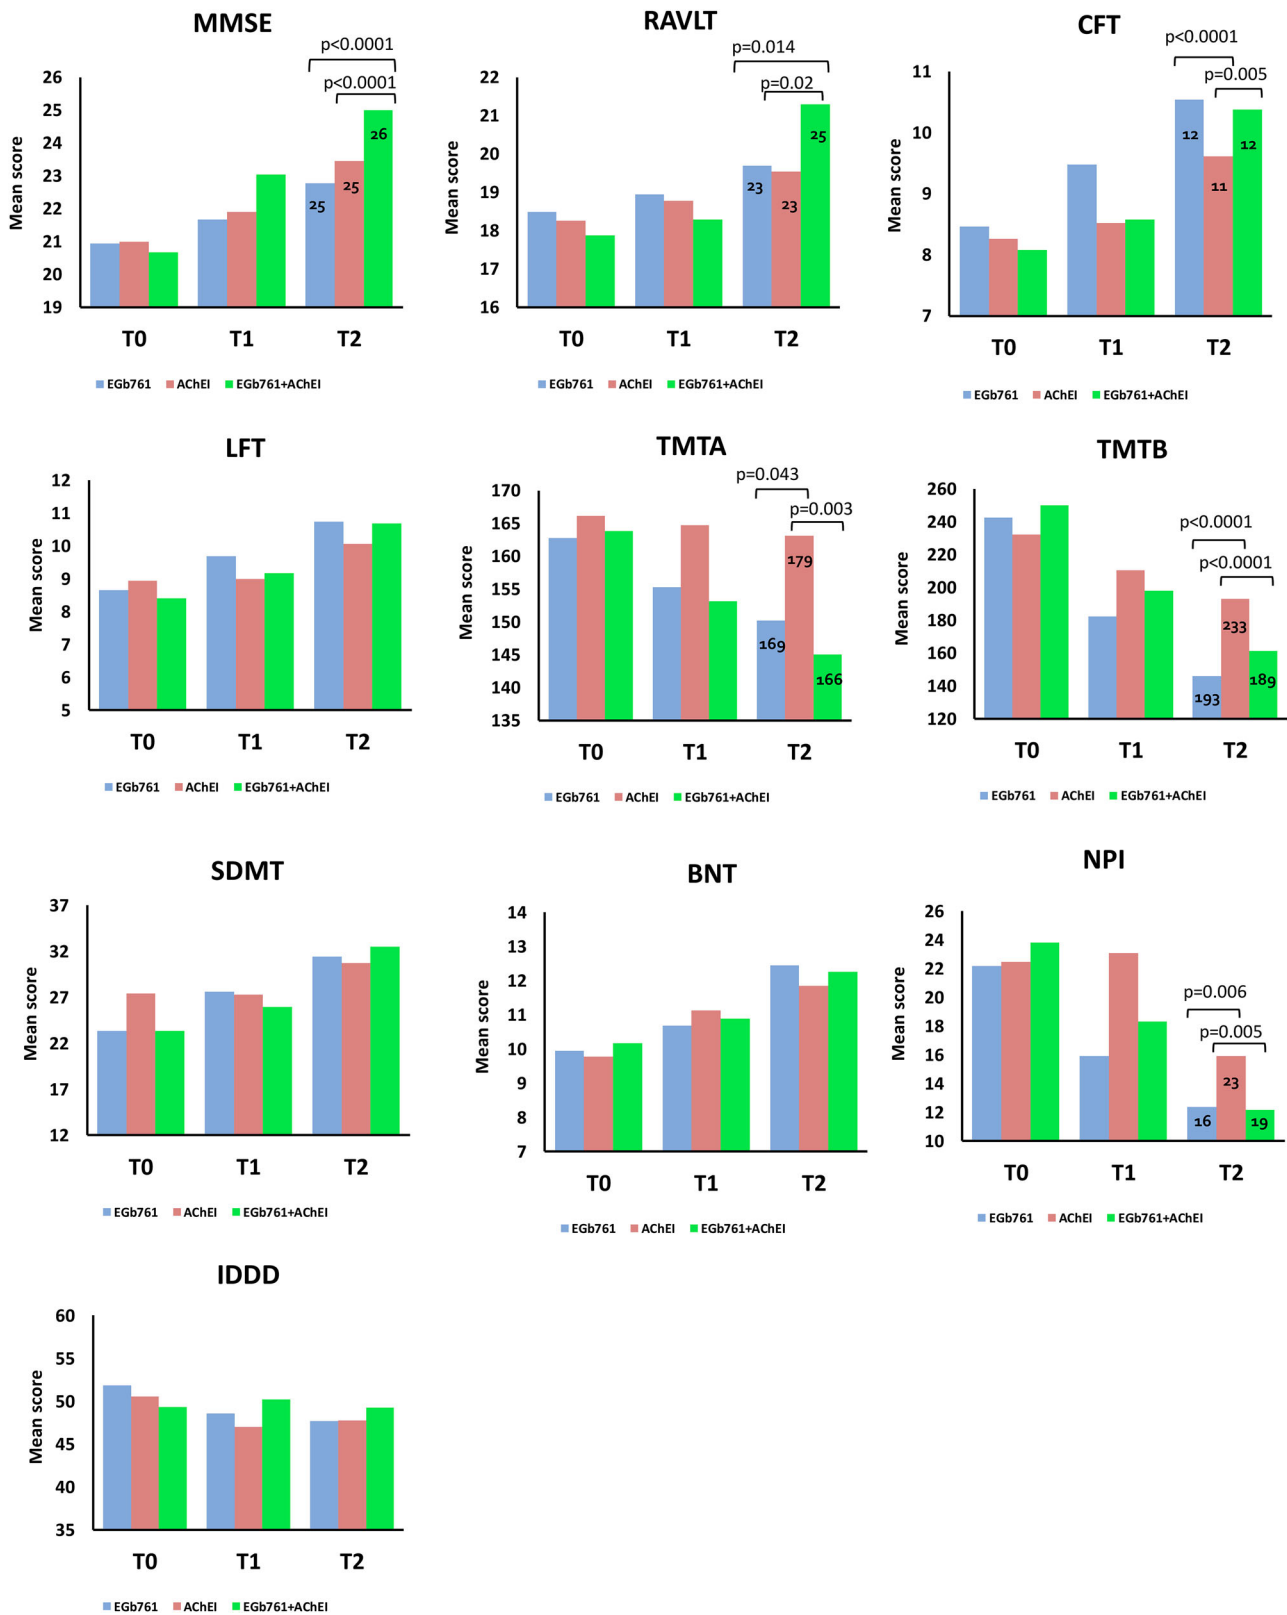 MMSE
p<0.0001
p<0.0001
Mean score
26
25
24
23
22
21
20
19
25
25
26
T0 T1 T2
EGb761 AChEI EGb761+AChEI
RAVLT
p=0.014
p=0.02
Mean score
22
21
20
19
18
17
16
23
23
25
T0 T1 T2
EGb761 AChEI EGb761+AChEI
CFT
p<0.0001
p=0.005
Mean score
11
10
9
8
7
12
11
12
T0 T1 T2
EGb761 AChEI EGb761+AChEI
LFT
Mean score
12
11
10
9
8
7
6
5
T0 T1 T2
EGb761 AChEI EGb761+AChEI
TMTA
p=0.043
p=0.003
Mean score
170
165
160
155
150
145
140
135
169
179
166
T0 T1 T2
EGb761 AChEI EGb761+AChEI
TMTB
p<0.0001
p<0.0001
Mean score
260
240
220
200
180
160
140
120
193
233
189
T0 T1 T2
EGb761 AChEI EGb761+AChEI
SDMT
Mean score
37
32
27
22
17
12
T0 T1 T2
EGb761 AChEI EGb761+AChEI
BNT
Mean score
14
13
12
11
10
9
8
7
T0 T1 T2
EGb761 AChEI EGb761+AChEI
NPI
p=0.006
p=0.005
Mean score
26
24
22
20
18
16
14
12
10
16
23
19
T0 T1 T2
EGb761 AChEI EGb761+AChEI
IDDD
Mean score
60
55
50
45
40
35
T0 T1 T2
EGb761 AChEI EGb761+AChEI